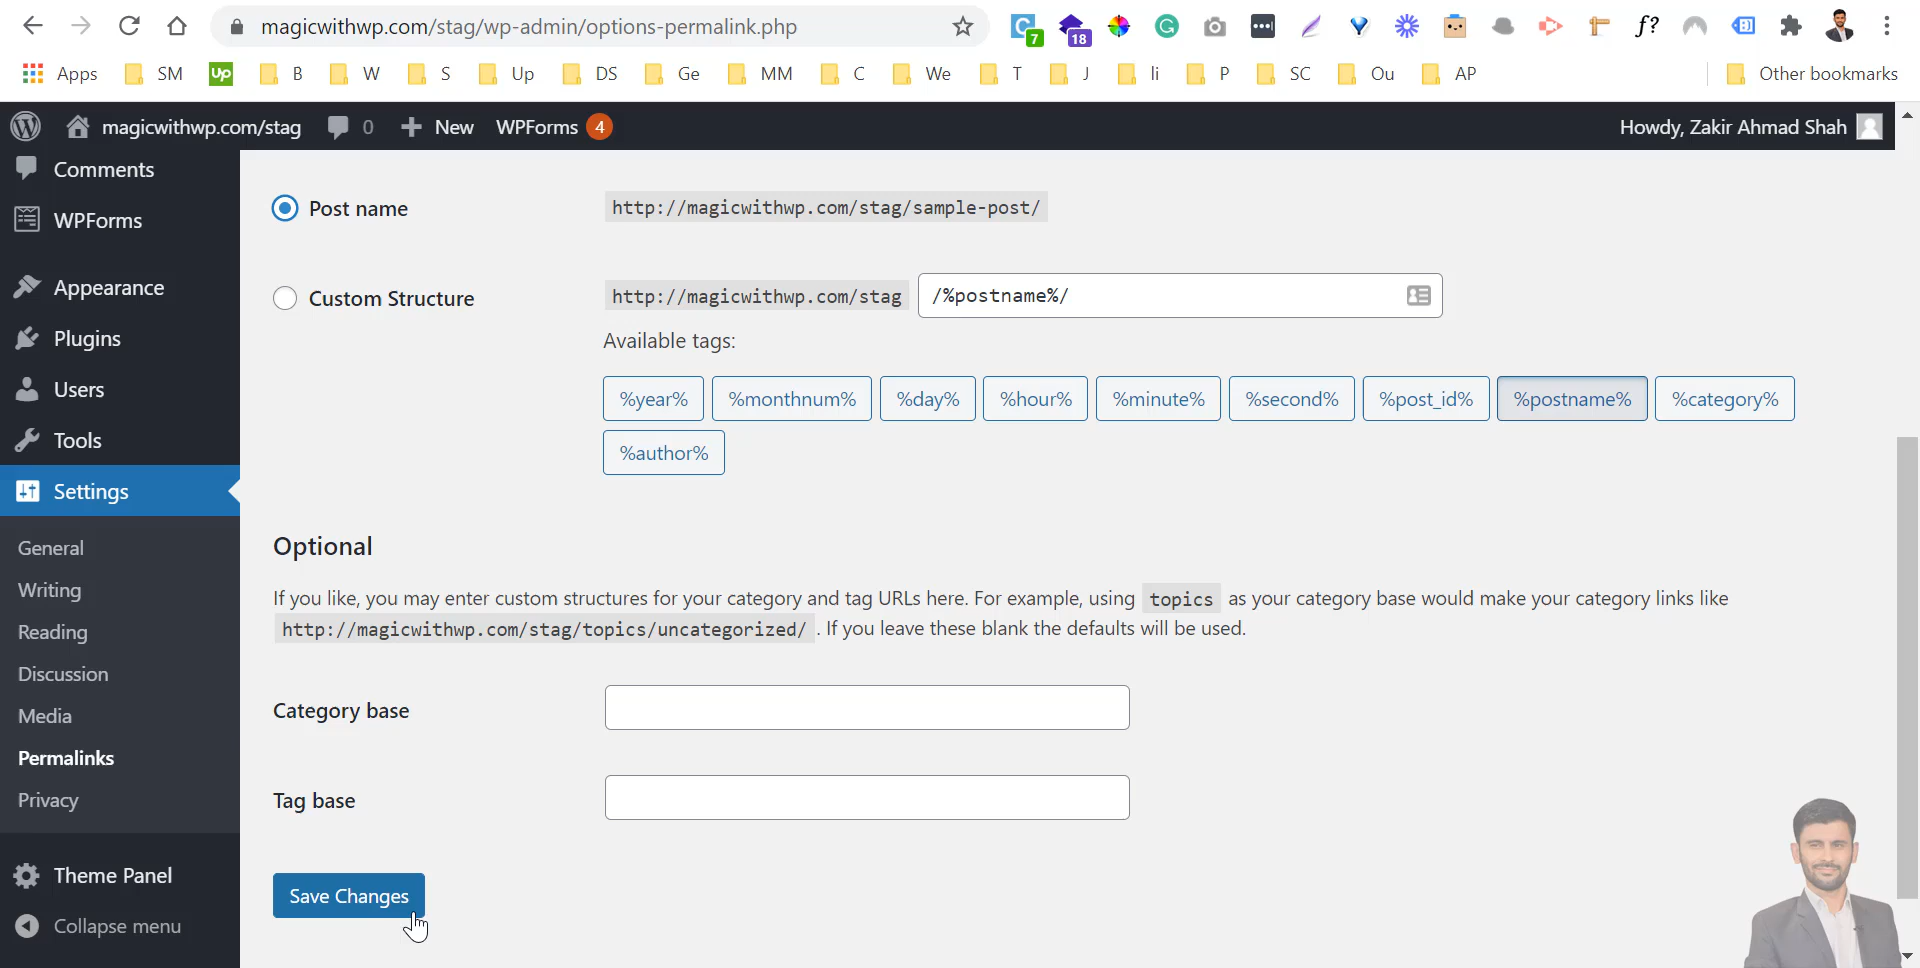 magicwithwp.com/stag/wp-admin/options-permalink.php
7
18
f?
Apps
SM
Up
B
W
S
Up
DS
Ge
MM
C
We
T
J
li
P
SC
Ou
AP
Other bookmarks
magicwithwp.com/stag
0
New
WPForms 4
Howdy, Zakir Ahmad Shah
Comments
WPForms
Appearance
Plugins
Users
Tools
Settings
General
Writing
Reading
Discussion
Media
Permalinks
Privacy
Theme Panel
Collapse menu
Post name
http://magicwithwp.com/stag/sample-post/
Custom Structure
http://magicwithwp.com/stag
/%postname%/
Available tags:
%year% %monthnum% %day% %hour% %minute% %second% %post_id% %postname% %category%
%author%
Optional
If you like, you may enter custom structures for your category and tag URLs here. For example, using topics as your category base would make your category links like
http://magicwithwp.com/stag/topics/uncategorized/ . If you leave these blank the defaults will be used.
Category base
Tag base
Save Changes